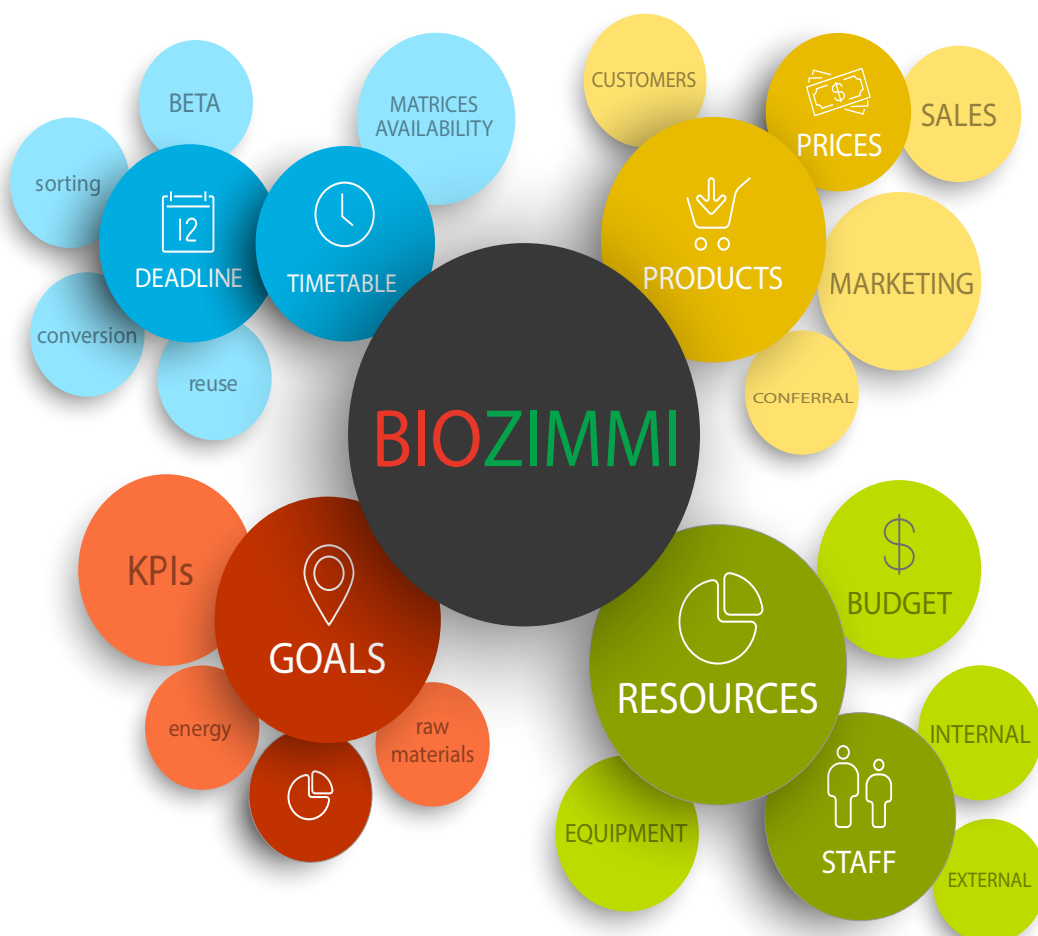 BETA
MATRICES
AVAILABILITY
sorting
12
DEADLINE
TIMETABLE
conversion
reuse
CUSTOMERS
$
PRICES
SALES
PRODUCTS
MARKETING
CONFERRAL
BIOZIMMI
KPIs
GOALS
energy
raw
materials
$
BUDGET
RESOURCES
INTERNAL
EQUIPMENT
STAFF
EXTERNAL